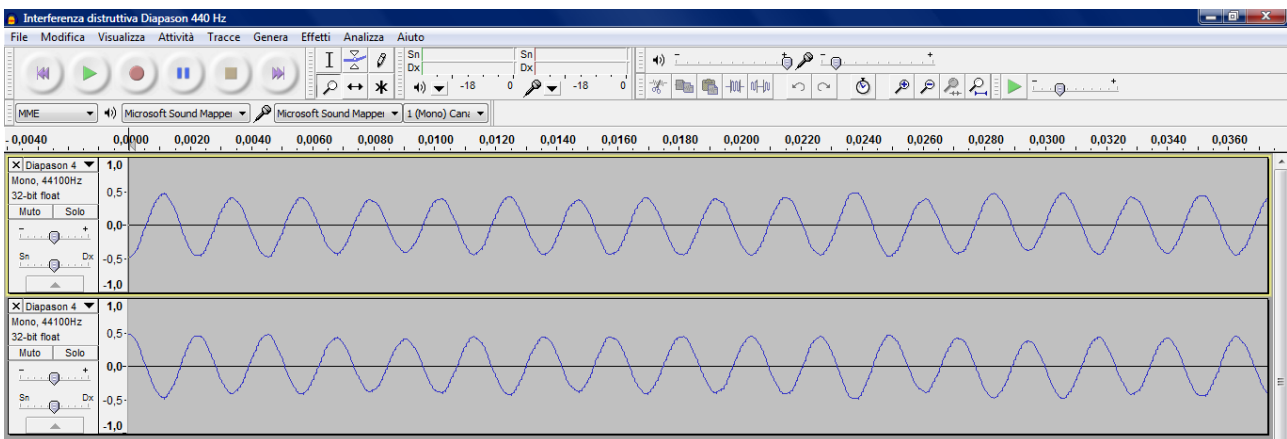 Interferenza distruttiva Diapason 440 Hz
File Modifica Visualizza Attività Tracce Genera Effetti Analizza Aiuto
Sn Dx -18 0
Sn Dx -18 0
MME Microsoft Sound Mapper Microsoft Sound Mapper 1 (Mono) Cana
- 0,0040 0,0000 0,0020 0,0040 0,0060 0,0080 0,0100 0,0120 0,0140 0,0160 0,0180 0,0200 0,0220 0,0240 0,0260 0,0280 0,0300 0,0320 0,0340 0,0360
Diapason 4 1,0
Mono, 44100Hz
32-bit float 0,5
Muto Solo
- + 0,0
Sn Dx -0,5
-1,0
Diapason 4 1,0
Mono, 44100Hz
32-bit float 0,5
Muto Solo
- + 0,0
Sn Dx -0,5
-1,0